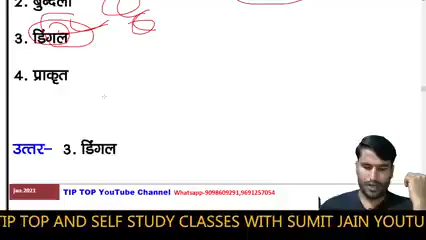 2. बुन्देली
3. डिंगल
4. प्राकृत
उत्तर– 3. डिंगल
Jan.2021 TIP TOP YouTube Channel Whatsapp-9098609291,9691257054
TIP TOP AND SELF STUDY CLASSES WITH SUMIT JAIN YOUTU